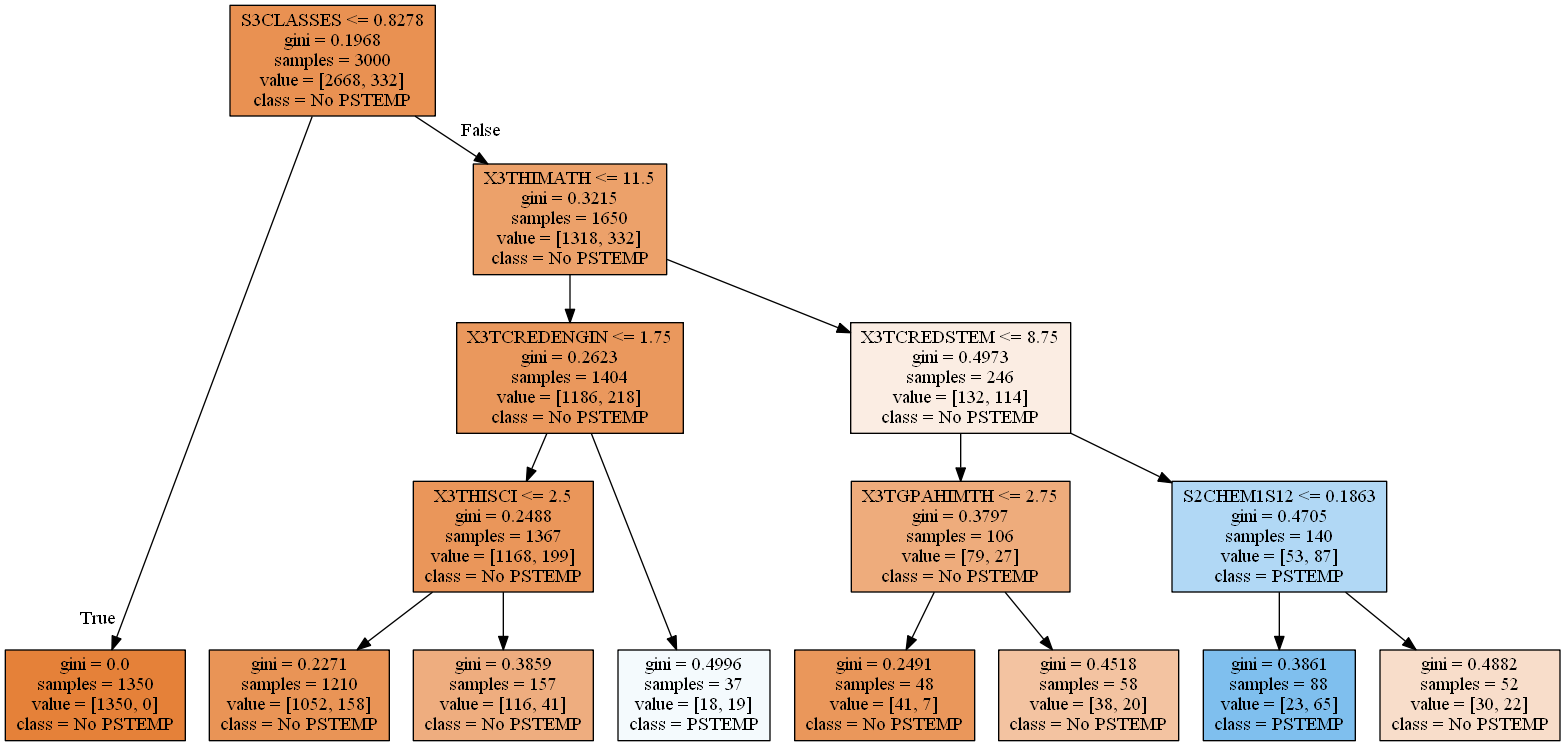 S3CLASSES <= 0.8278
gini = 0.1968
samples = 3000
value = [2668, 332]
class = No PSTEMP
False
X3THIMATH <= 11.5
gini = 0.3215
samples = 1650
value = [1318, 332]
class = No PSTEMP
X3TCREDENGIN <= 1.75
gini = 0.2623
samples = 1404
value = [1186, 218]
class = No PSTEMP
X3TCREDSTEM <= 8.75
gini = 0.4973
samples = 246
value = [132, 114]
class = No PSTEMP
X3THISCI <= 2.5
gini = 0.2488
samples = 1367
value = [1168, 199]
class = No PSTEMP
X3TGPAHIMTH <= 2.75
gini = 0.3797
samples = 106
value = [79, 27]
class = No PSTEMP
S2CHEM1S12 <= 0.1863
gini = 0.4705
samples = 140
value = [53, 87]
class = PSTEMP
True
gini = 0.0
samples = 1350
value = [1350, 0]
class = No PSTEMP
gini = 0.2271
samples = 1210
value = [1052, 158]
class = No PSTEMP
gini = 0.3859
samples = 157
value = [116, 41]
class = No PSTEMP
gini = 0.4996
samples = 37
value = [18, 19]
class = PSTEMP
gini = 0.2491
samples = 48
value = [41, 7]
class = No PSTEMP
gini = 0.4518
samples = 58
value = [38, 20]
class = No PSTEMP
gini = 0.3861
samples = 88
value = [23, 65]
class = PSTEMP
gini = 0.4882
samples = 52
value = [30, 22]
class = No PSTEMP